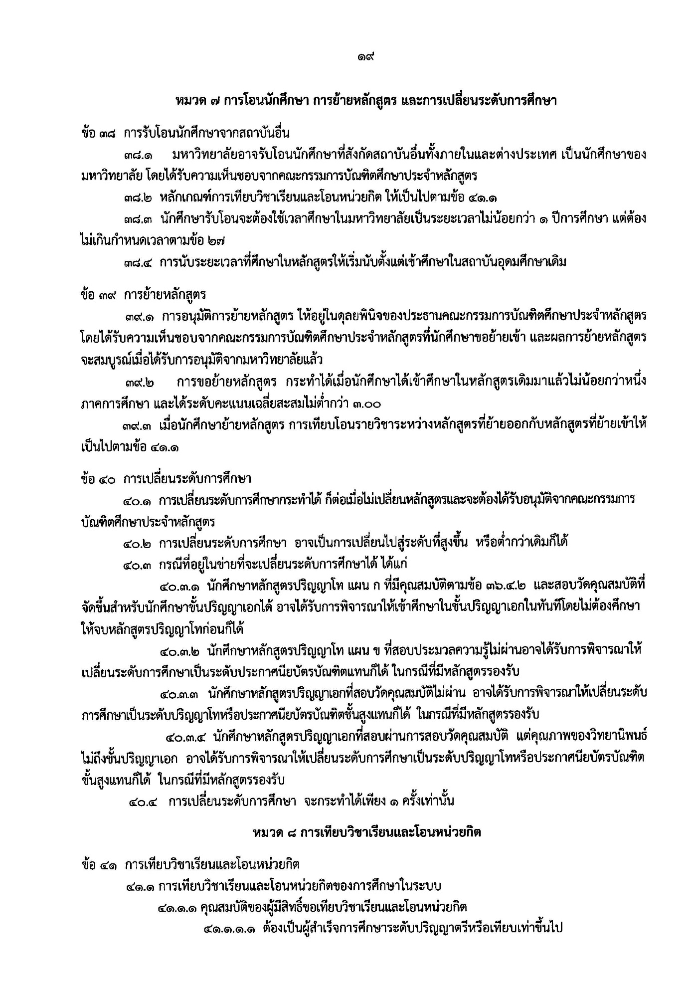 ๑๙
หมวด ๗ การโอนนักศึกษา การย้ายหลักสูตร และการเปลี่ยนระดับการศึกษา
ข้อ ๓๘ การรับโอนนักศึกษาจากสถาบันอื่น
๓๘.๑ มหาวิทยาลัยอาจรับโอนนักศึกษาที่สังกัดสถาบันอื่นทั้งภายในและต่างประเทศ เป็นนักศึกษาของ
มหาวิทยาลัย โดยได้รับความเห็นชอบจากคณะกรรมการบัณฑิตศึกษาประจำหลักสูตร
๓๘.๒ หลักเกณฑ์การเทียบวิชาเรียนและโอนหน่วยกิต ให้เป็นไปตามข้อ ๔๑.๑
๓๘.๓ นักศึกษารับโอนจะต้องใช้เวลาศึกษาในมหาวิทยาลัยเป็นระยะเวลาไม่น้อยกว่า ๑ ปีการศึกษา แต่ต้อง
ไม่เกินกำหนดเวลาตามข้อ ๒๗
๓๘.๔ การนับระยะเวลาที่ศึกษาในหลักสูตรให้เริ่มนับตั้งแต่เข้าศึกษาในสถาบันอุดมศึกษาเดิม
ข้อ ๓๙ การย้ายหลักสูตร
๓๙.๑ การอนุมัติการย้ายหลักสูตร ให้อยู่ในดุลยพินิจของประธานคณะกรรมการบัณฑิตศึกษาประจำหลักสูตร
โดยได้รับความเห็นชอบจากคณะกรรมการบัณฑิตศึกษาประจำหลักสูตรที่นักศึกษาขอย้ายเข้า และผลการย้ายหลักสูตร
จะสมบูรณ์เมื่อได้รับการอนุมัติจากมหาวิทยาลัยแล้ว
๓๙.๒ การขอย้ายหลักสูตร กระทำได้เมื่อนักศึกษาได้เข้าศึกษาในหลักสูตรเดิมมาแล้วไม่น้อยกว่าหนึ่ง
ภาคการศึกษา และได้ระดับคะแนนเฉลี่ยสะสมไม่ต่ำกว่า ๓.๐๐
๓๙.๓ เมื่อนักศึกษาย้ายหลักสูตร การเทียบโอนรายวิชาระหว่างหลักสูตรที่ย้ายออกกับหลักสูตรที่ย้ายเข้าให้
เป็นไปตามข้อ ๔๑.๑
ข้อ ๔๐ การเปลี่ยนระดับการศึกษา
๔๐.๑ การเปลี่ยนระดับการศึกษากระทำได้ ก็ต่อเมื่อไม่เปลี่ยนหลักสูตรและจะต้องได้รับอนุมัติจากคณะกรรมการ
บัณฑิตศึกษาประจำหลักสูตร
๔๐.๒ การเปลี่ยนระดับการศึกษา อาจเป็นการเปลี่ยนไปสู่ระดับที่สูงขึ้น หรือต่ำกว่าเดิมก็ได้
๔๐.๓ กรณีที่อยู่ในข่ายที่จะเปลี่ยนระดับการศึกษาได้ ได้แก่
๔๐.๓.๑ นักศึกษาหลักสูตรปริญญาโท แผน ก ที่มีคุณสมบัติตามข้อ ๓๖.๔.๒ และสอบวัดคุณสมบัติที่
จัดขึ้นสำหรับนักศึกษาขั้นปริญญาเอกได้ อาจได้รับการพิจารณาให้เข้าศึกษาในขั้นปริญญาเอกในทันทีโดยไม่ต้องศึกษา
ให้จบหลักสูตรปริญญาโทก่อนก็ได้
๔๐.๓.๒ นักศึกษาหลักสูตรปริญญาโท แผน ข ที่สอบประมวลความรู้ไม่ผ่านอาจได้รับการพิจารณาให้
เปลี่ยนระดับการศึกษาเป็นระดับประกาศนียบัตรบัณฑิตแทนก็ได้ ในกรณีที่มีหลักสูตรรองรับ
๔๐.๓.๓ นักศึกษาหลักสูตรปริญญาเอกที่สอบวัดคุณสมบัติไม่ผ่าน อาจได้รับการพิจารณาให้เปลี่ยนระดับ
การศึกษาเป็นระดับปริญญาโทหรือประกาศนียบัตรบัณฑิตชั้นสูงแทนก็ได้ ในกรณีที่มีหลักสูตรรองรับ
๔๐.๓.๔ นักศึกษาหลักสูตรปริญญาเอกที่สอบผ่านการสอบวัดคุณสมบัติ แต่คุณภาพของวิทยานิพนธ์
ไม่ถึงขั้นปริญญาเอก อาจได้รับการพิจารณาให้เปลี่ยนระดับการศึกษาเป็นระดับปริญญาโทหรือประกาศนียบัตรบัณฑิต
ชั้นสูงแทนก็ได้ ในกรณีที่มีหลักสูตรรองรับ
๔๐.๔ การเปลี่ยนระดับการศึกษา จะกระทำได้เพียง ๑ ครั้งเท่านั้น
หมวด ๘ การเทียบวิชาเรียนและโอนหน่วยกิต
ข้อ ๔๑ การเทียบวิชาเรียนและโอนหน่วยกิต
๔๑.๑ การเทียบวิชาเรียนและโอนหน่วยกิตของการศึกษาในระบบ
๔๑.๑.๑ คุณสมบัติของผู้มีสิทธิ์ขอเทียบวิชาเรียนและโอนหน่วยกิต
๔๑.๑.๑.๑ ต้องเป็นผู้สำเร็จการศึกษาระดับปริญญาตรีหรือเทียบเท่าขึ้นไป